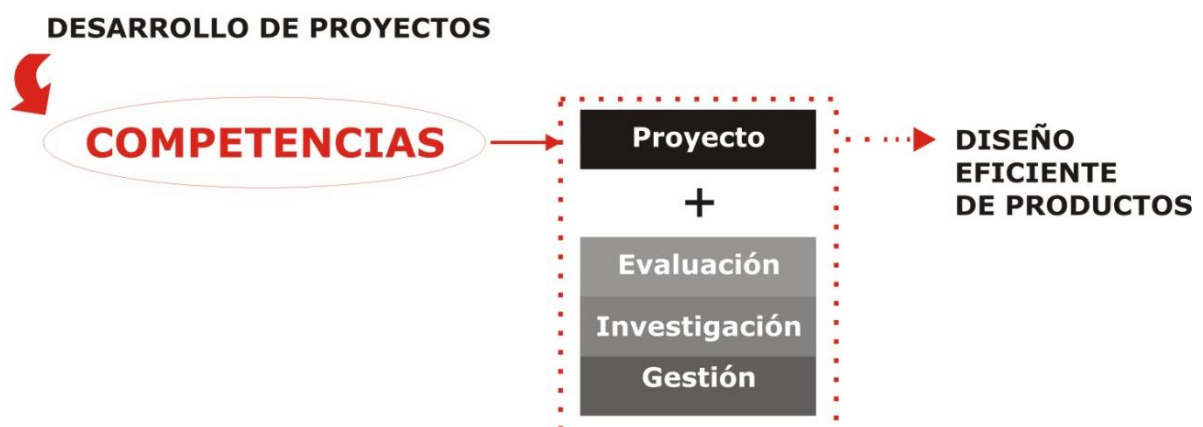 DESARROLLO DE PROYECTOS
COMPETENCIAS
Proyecto
+
Evaluación
Investigación
Gestión
DISEÑO
EFICIENTE
DE PRODUCTOS